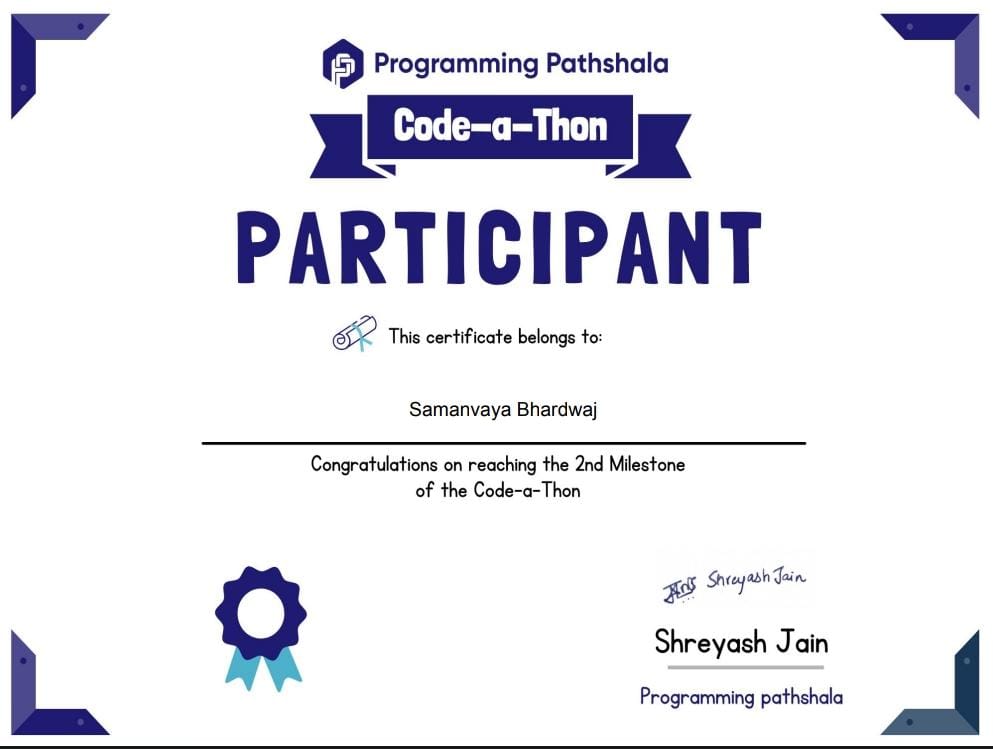 Programming Pathshala
Code-a-Thon
PARTICIPANT
This certificate belongs to:
Samanvaya Bhardwaj
Congratulations on reaching the 2nd Milestone
of the Code-a-Thon
Shreyash Jain
Shreyash Jain
Programming pathshala